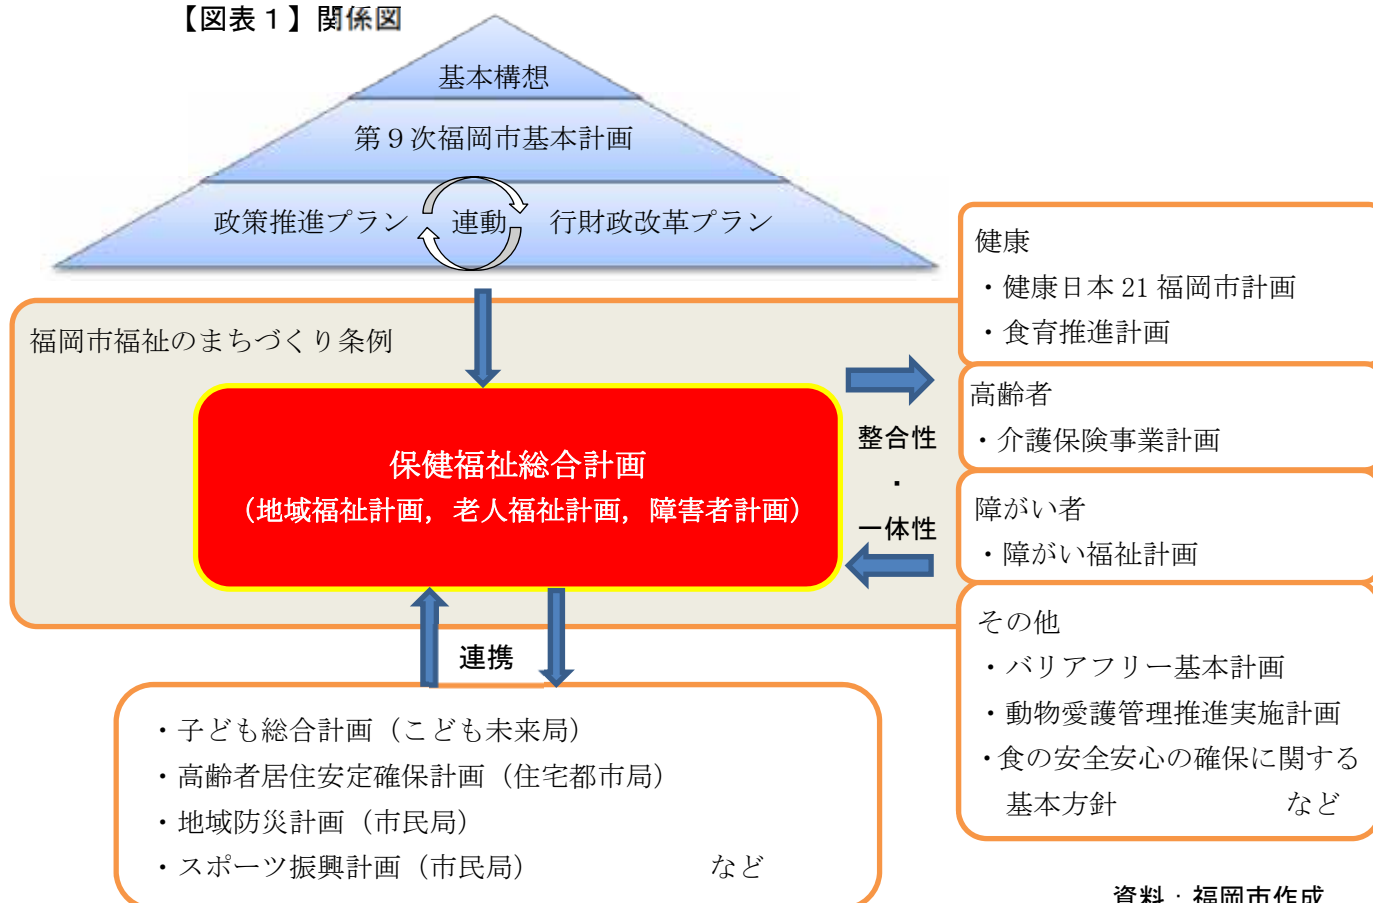 【図表１】関係図
基本構想
第９次福岡市基本計画
政策推進プラン 連動 行財政改革プラン
福岡市福祉のまちづくり条例
保健福祉総合計画
（地域福祉計画，老人福祉計画，障害者計画）
整合性
・
一体性
健康
・健康日本 21 福岡市計画
・食育推進計画
高齢者
・介護保険事業計画
障がい者
・障がい福祉計画
その他
・バリアフリー基本計画
・動物愛護管理推進実施計画
・食の安全安心の確保に関する
基本方針 など
連携
・子ども総合計画（こども未来局）
・高齢者居住安定確保計画（住宅都市局）
・地域防災計画（市民局）
・スポーツ振興計画（市民局） など
資料：福岡市作成